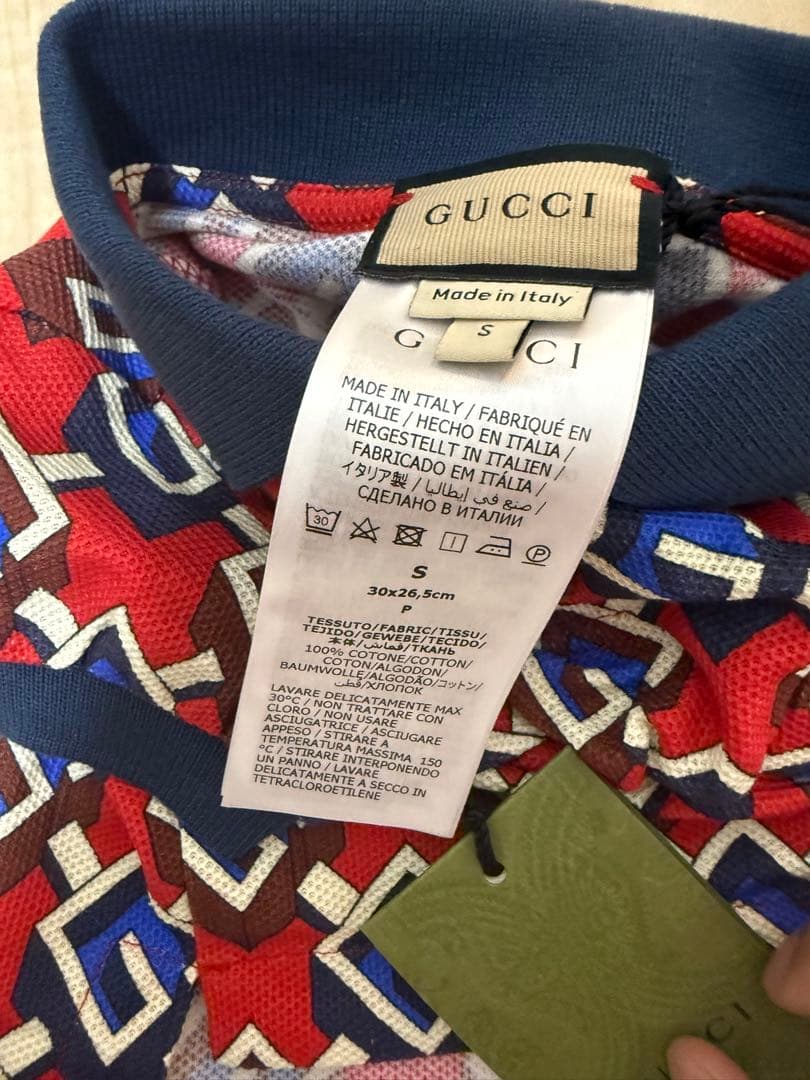 GUCCI
Made in Italy
S
G CI
MADE IN ITALY / FABRIQUÉ EN
ITALIE / HECHO EN ITALIA /
HERGESTELLT IN ITALIEN /
FABRICADO EM ITÁLIA /
イタリア製 / صنع في إيطاليا /
СДЕЛАНО В ИТАЛИИ
30
P
S
30x26,5cm
P
TESSUTO/FABRIC/TISSU/
TEJIDO/GEWEBE/TECIDO/
本体/قماش/ТКАНЬ
100% COTONE/COTTON/
COTON/ALGODON/
BAUMWOLLE/ALGODÃO/コットン/
قطن/ХЛОПОК
LAVARE DELICATAMENTE MAX
30°C / NON TRATTARE CON
CLORO / NON USARE
ASCIUGATRICE / ASCIUGARE
APPESO / STIRARE A
TEMPERATURA MASSIMA 150
°C / STIRARE INTERPONENDO
UN PANNO / LAVARE
DELICATAMENTE A SECCO IN
TETRACLOROETILENE
UCCI